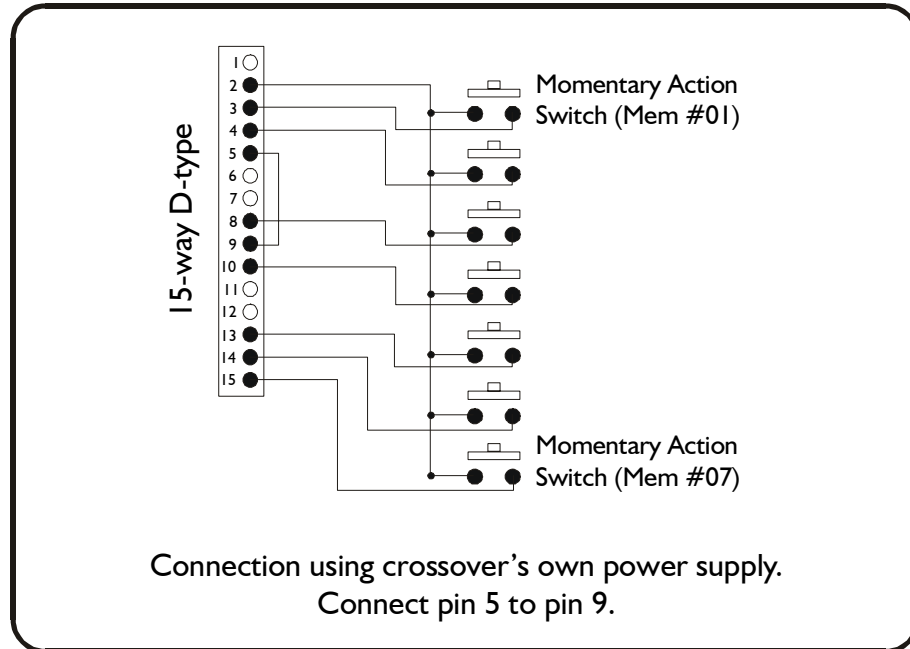 15-way D-type
1
2
3
4
5
6
7
8
9
10
11
12
13
14
15
Momentary Action
Switch (Mem #01)
Momentary Action
Switch (Mem #07)
Connection using crossover’s own power supply.
Connect pin 5 to pin 9.